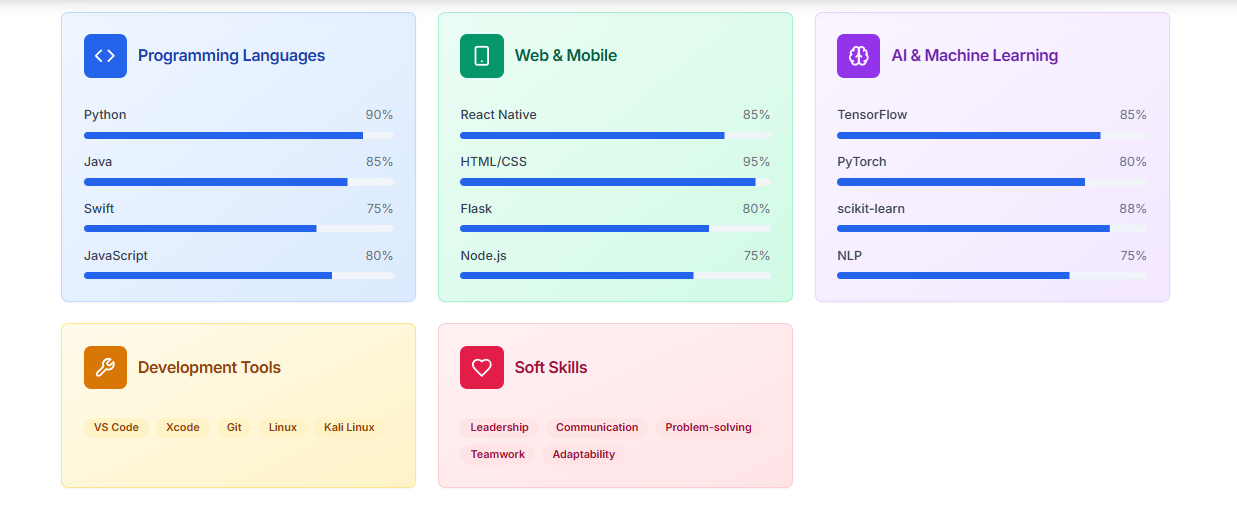 Programming Languages
Python 90%
Java 85%
Swift 75%
JavaScript 80%
Web & Mobile
React Native 85%
HTML/CSS 95%
Flask 80%
Node.js 75%
AI & Machine Learning
TensorFlow 85%
PyTorch 80%
scikit-learn 88%
NLP 75%
Development Tools
VS Code Xcode Git Linux Kali Linux
Soft Skills
Leadership Communication Problem-solving
Teamwork Adaptability